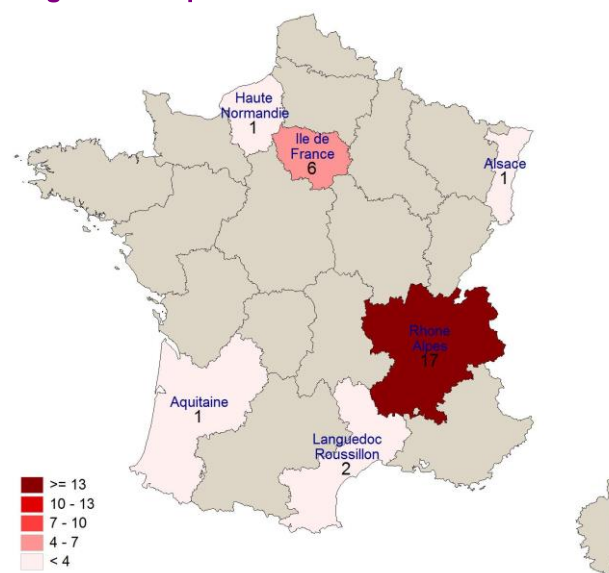 Haute
Normandie
1
Ile de
France
6
Alsace
1
Rhone
Alpes
17
Aquitaine
1
Languedoc
Roussillon
2
>= 13
10 - 13
7 - 10
4 - 7
< 4